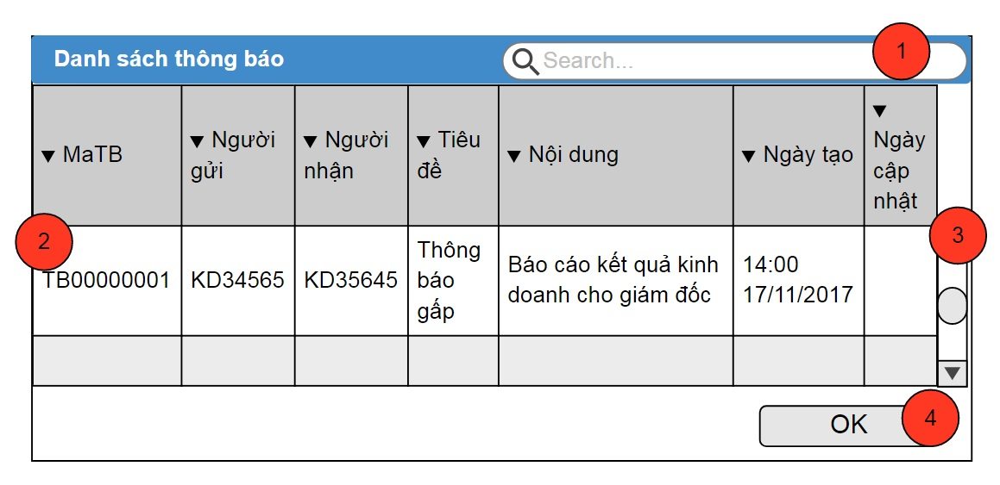 Danh sách thông báo
Search...
1
MaTB
Người
gửi
Người
nhận
Tiêu
đề
Nội dung
Ngày tạo
Ngày
cập
nhật
2
3
TB00000001
KD34565
KD35645
Thông
báo
gấp
Báo cáo kết quả kinh
doanh cho giám đốc
14:00
17/11/2017
OK
4